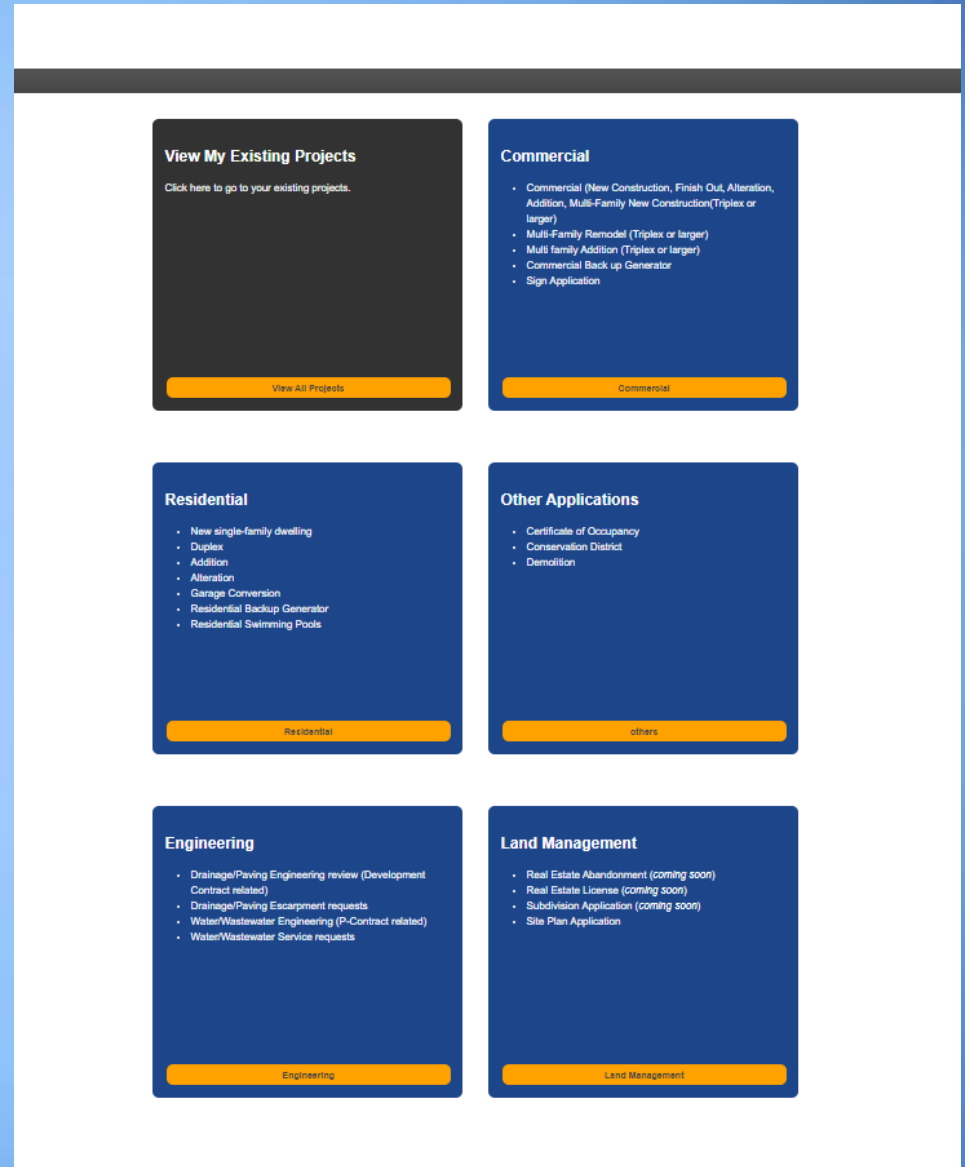 View My Existing Projects
Click here to go to your existing projects.
View All Projects
Commercial
• Commercial (New Construction, Finish Out, Alteration,
Addition, Multi-Family New Construction(Triplex or
larger)
• Multi-Family Remodel (Triplex or larger)
• Multi family Addition (Triplex or larger)
• Commercial Back up Generator
• Sign Application
Commercial
Residential
• New single-family dwelling
• Duplex
• Addition
• Alteration
• Garage Conversion
• Residential Backup Generator
• Residential Swimming Pools
Residential
Other Applications
• Certificate of Occupancy
• Conservation District
• Demolition
others
Engineering
• Drainage/Paving Engineering review (Development
Contract related)
• Drainage/Paving Escarpment requests
• Water/Wastewater Engineering (P-Contract related)
• Water/Wastewater Service requests
Engineering
Land Management
• Real Estate Abandonment (coming soon)
• Real Estate License (coming soon)
• Subdivision Application (coming soon)
• Site Plan Application
Land Management